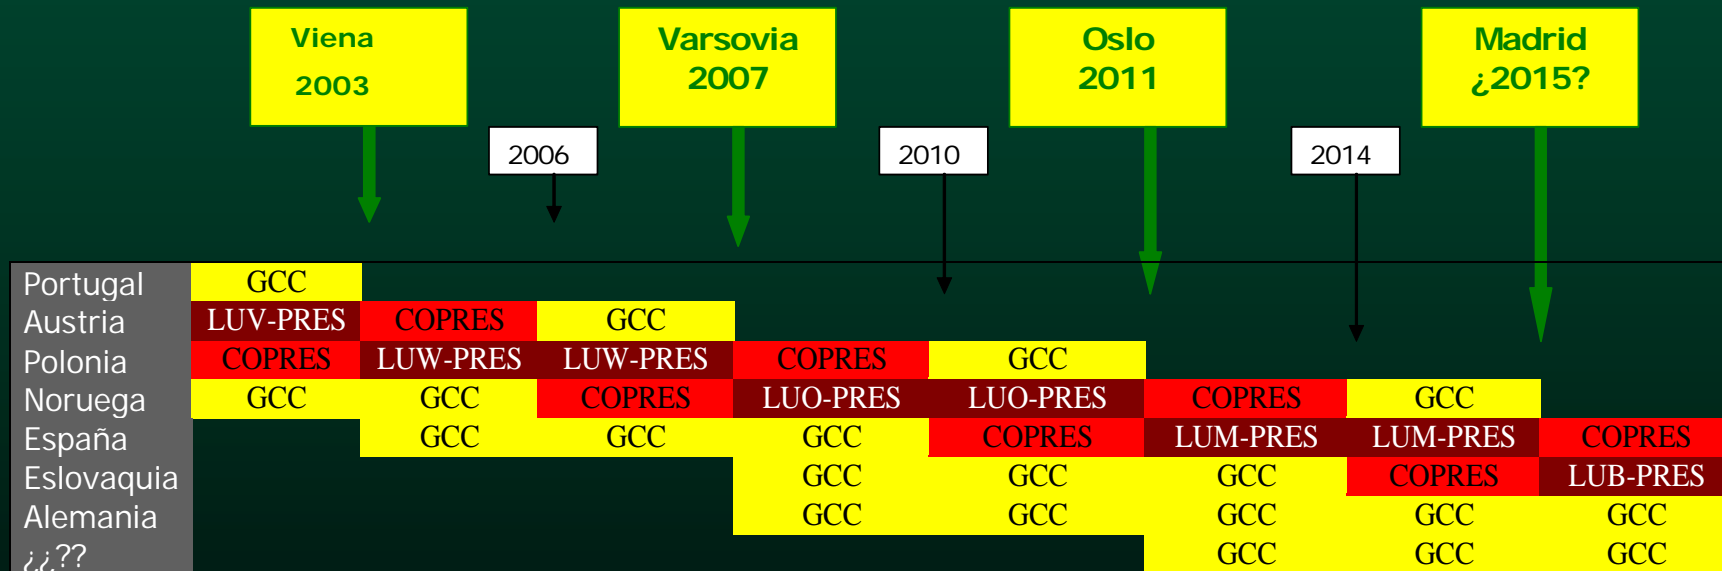 Viena
2003
Varsovia
2007
Oslo
2011
Madrid
¿2015?
2006
2010
2014
Portugal GCC
Austria LUV-PRES COPRES GCC
Polonia COPRES LUW-PRES LUW-PRES COPRES GCC
Noruega GCC GCC COPRES LUO-PRES LUO-PRES COPRES GCC
España GCC GCC GCC COPRES LUM-PRES LUM-PRES COPRES
Eslovaquia GCC GCC GCC COPRES LUB-PRES
Alemania GCC GCC GCC GCC GCC
¿¿?? GCC GCC GCC